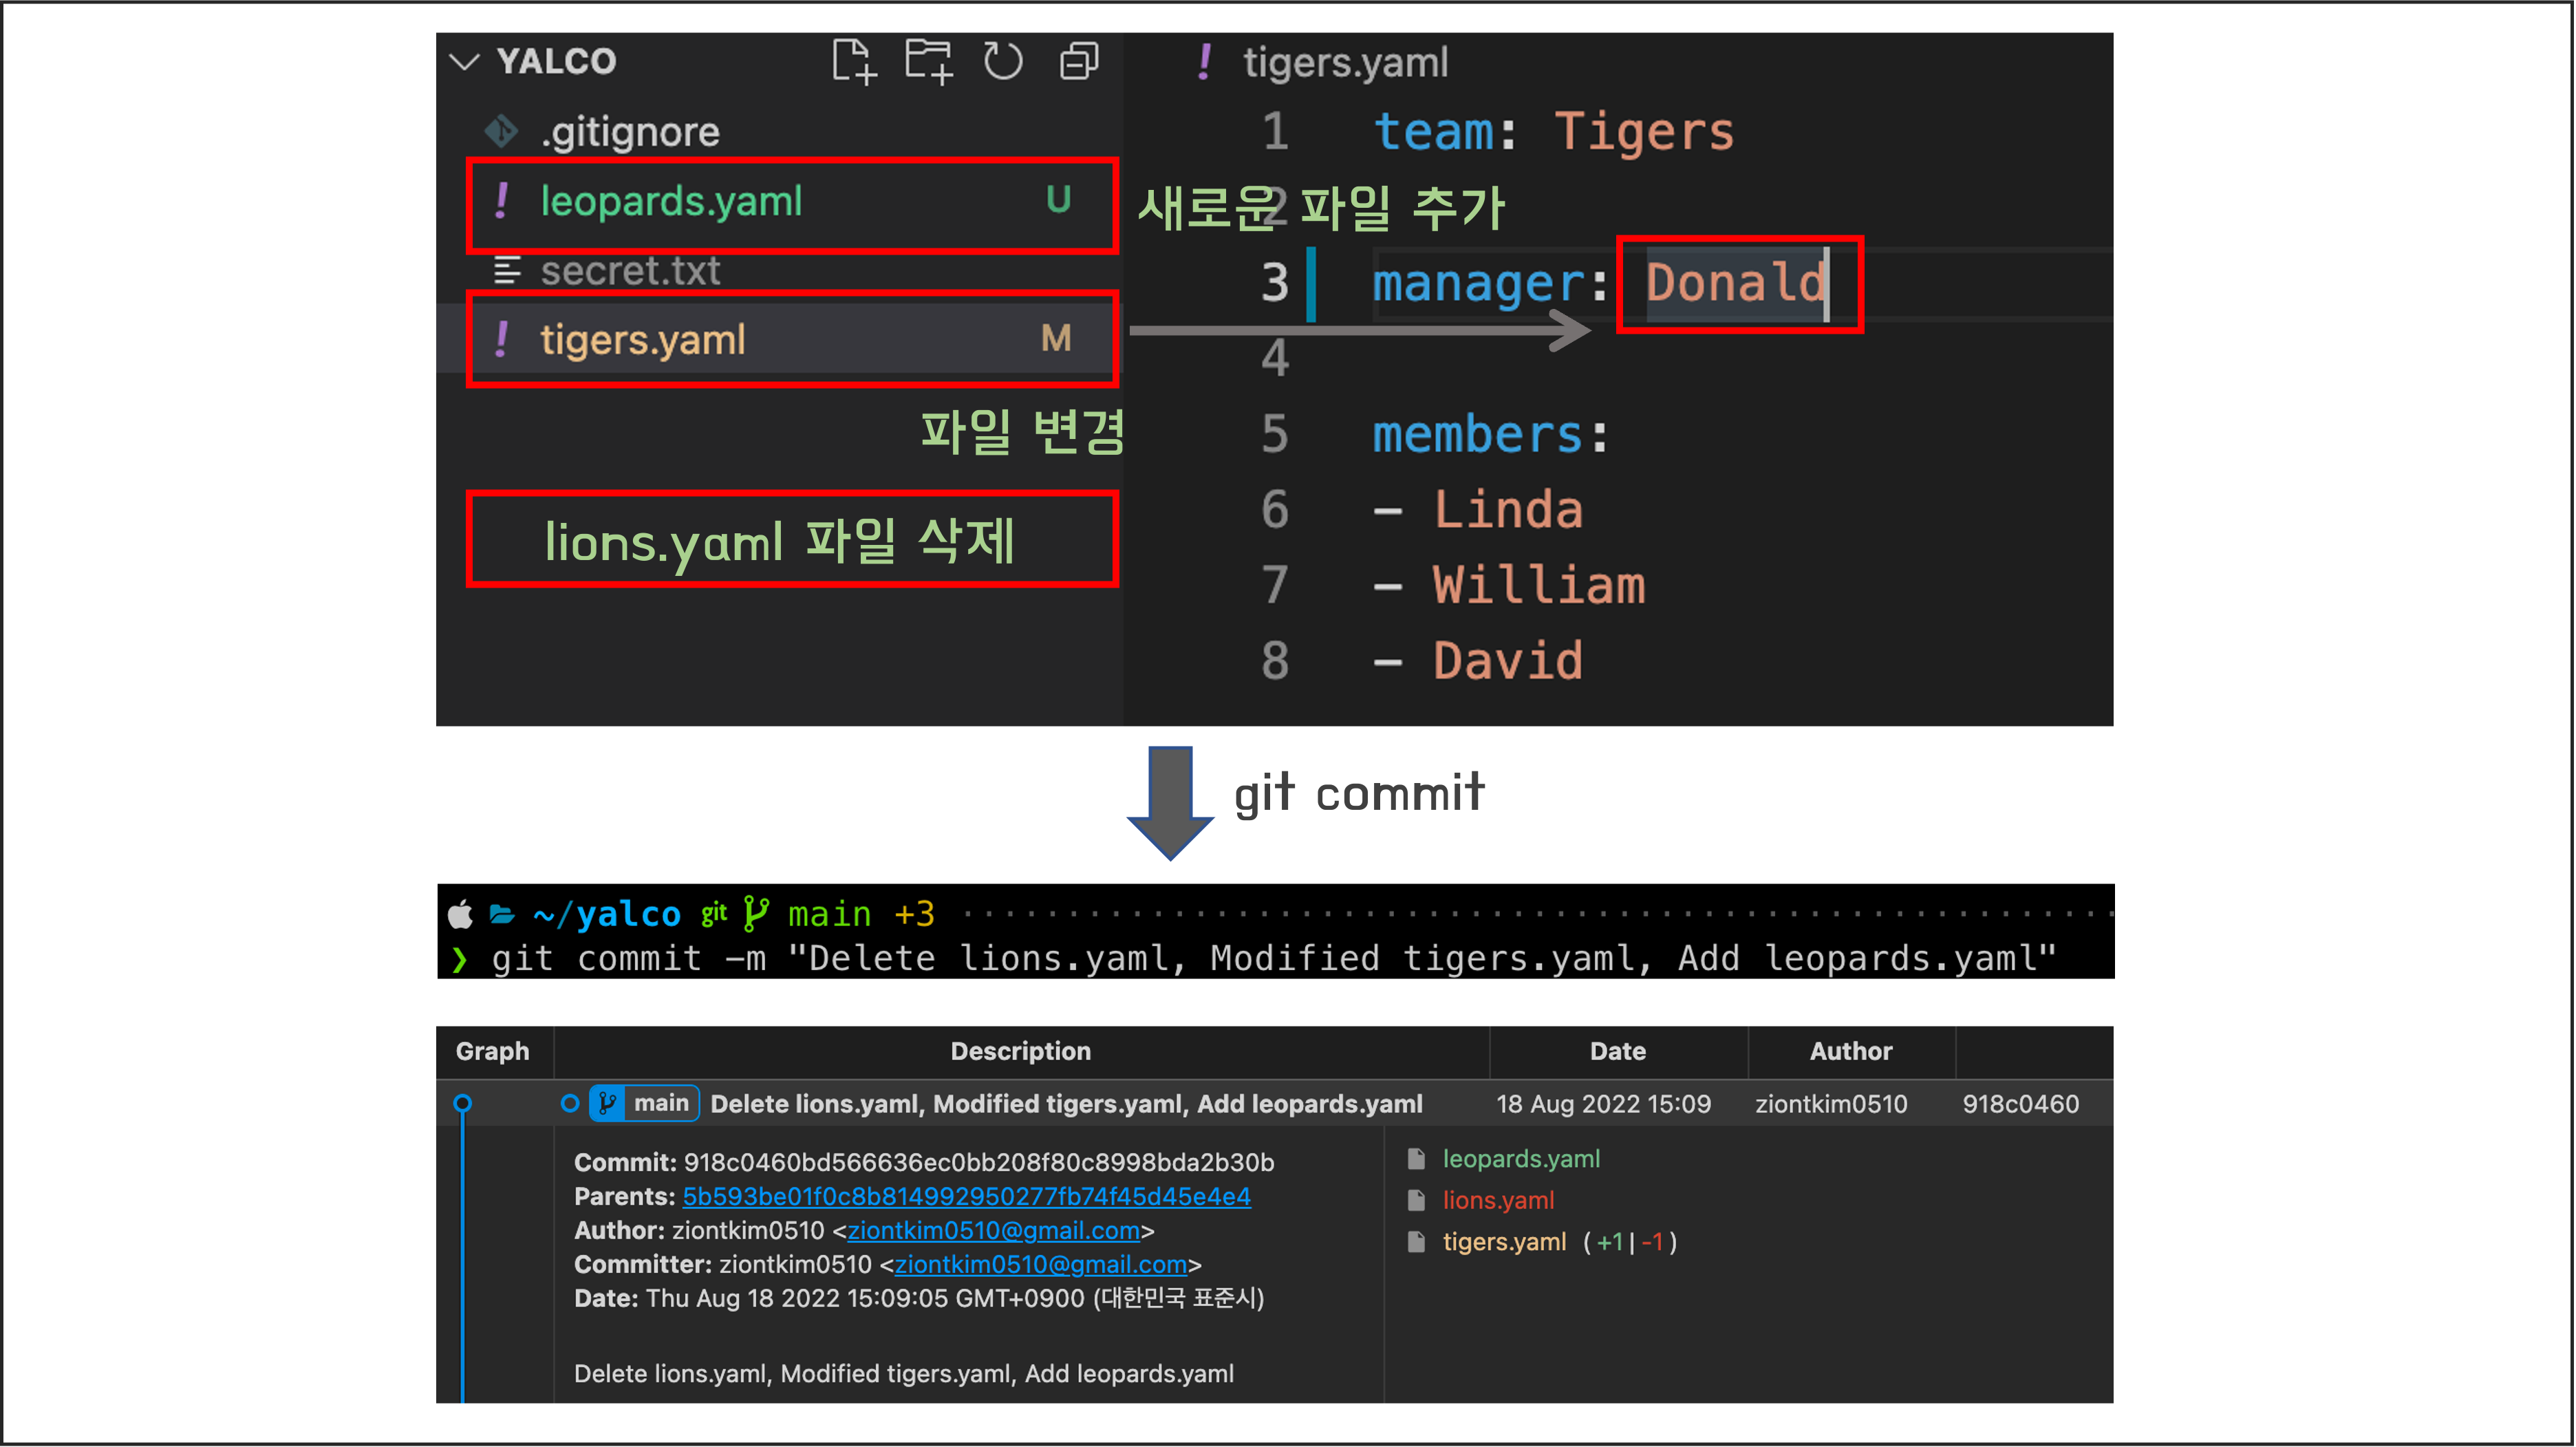 YALCO
.gitignore
leopards.yaml U
secret.txt
tigers.yaml M
파일 변경
lions.yaml 파일 삭제
! tigers.yaml
1 team: Tigers
2
새로운 파일 추가
3 manager: Donald
4
5 members:
6 - Linda
7 - William
8 - David
git commit
~/yalco git main +3
❯ git commit -m "Delete lions.yaml, Modified tigers.yaml, Add leopards.yaml"
Graph Description Date Author
main Delete lions.yaml, Modified tigers.yaml, Add leopards.yaml 18 Aug 2022 15:09 ziontkim0510 918c0460
Commit: 918c0460bd566636ec0bb208f80c8998bda2b30b
Parents: 5b593be01f0c8b814992950277fb74f45d45e4e4
Author: ziontkim0510 <ziontkim0510@gmail.com>
Committer: ziontkim0510 <ziontkim0510@gmail.com>
Date: Thu Aug 18 2022 15:09:05 GMT+0900 (대한민국 표준시)
Delete lions.yaml, Modified tigers.yaml, Add leopards.yaml
leopards.yaml
lions.yaml
tigers.yaml (+1|-1)